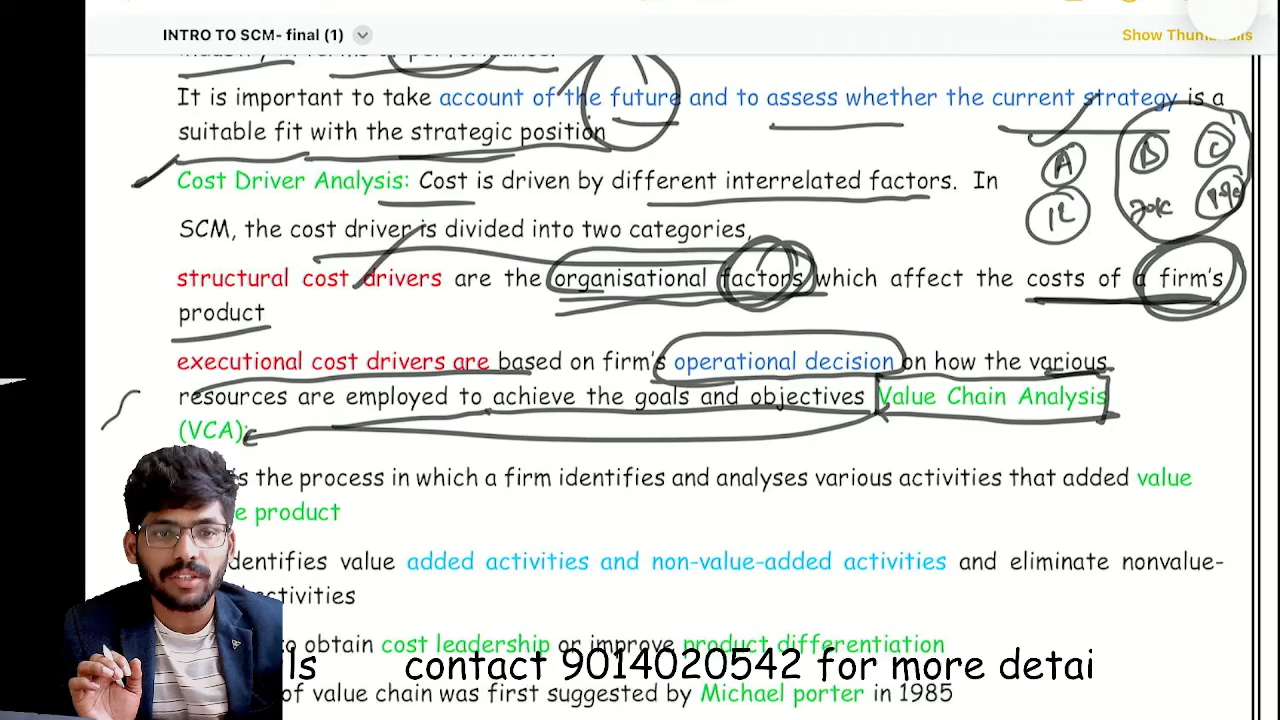 INTRO TO SCM- final (1)
Show Thum
It is important to take account of the future and to assess whether the current strategy is a
suitable fit with the strategic position
A B C
Cost Driver Analysis: Cost is driven by different interrelated factors. In
SCM, the cost driver is divided into two categories,
structural cost drivers are the organisational factors which affect the costs of a firm's
product
executional cost drivers are based on firm's operational decision on how the various
resources are employed to achieve the goals and objectives Value Chain Analysis
(VCA):
s the process in which a firm identifies and analyses various activities that added value
e product
dentifies value added activities and non-value-added activities and eliminate nonvalue-
ctivities
to obtain cost leadership or improve product differentiation
ls contact 9014020542 for more detai
of value chain was first suggested by Michael porter in 1985